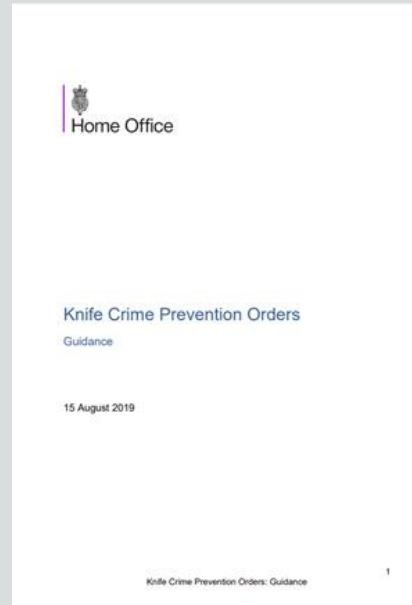 Home Office
Knife Crime Prevention Orders
Guidance
15 August 2019
1
Knife Crime Prevention Orders: Guidance